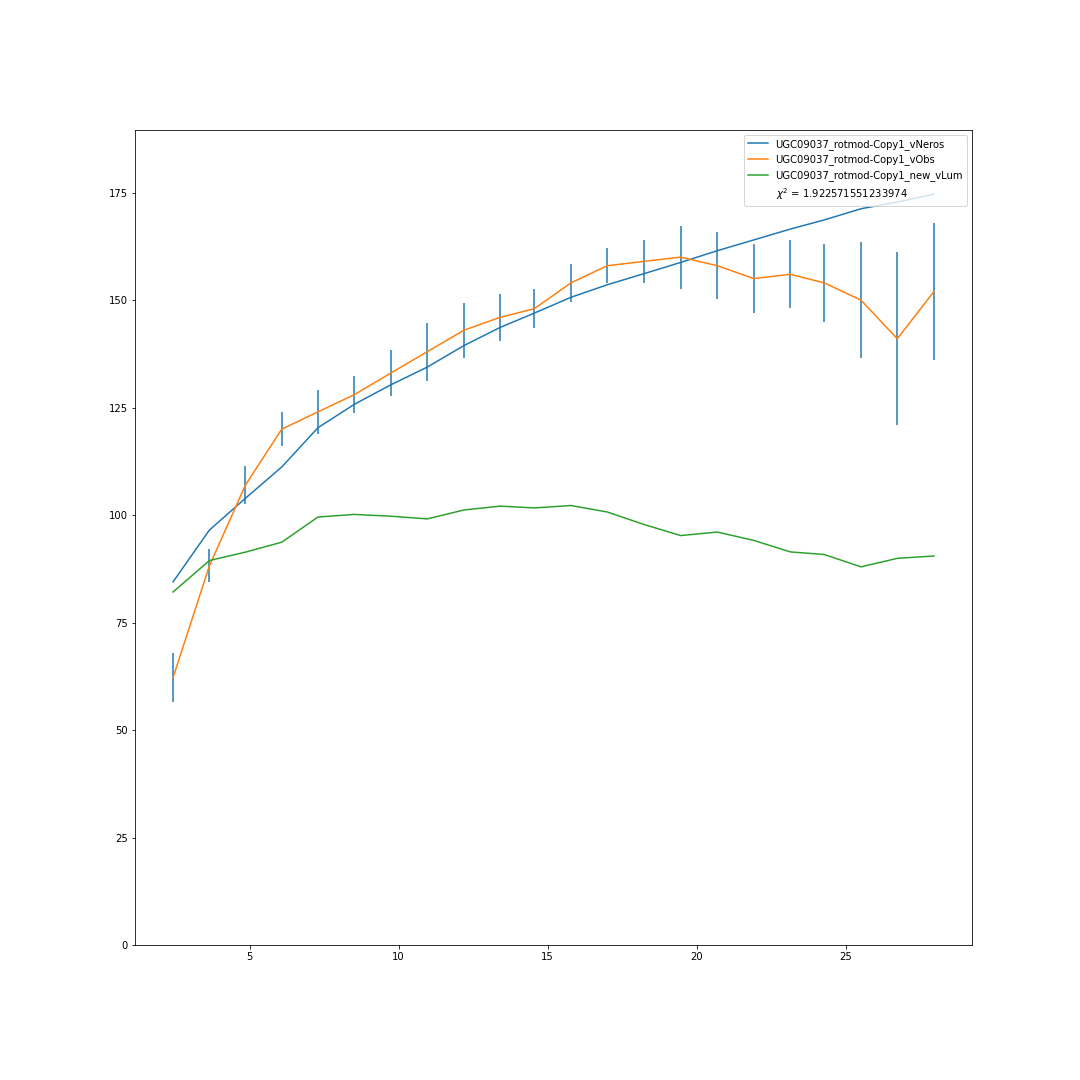 UGC09037_rotmod-Copy1_vNeros
UGC09037_rotmod-Copy1_vObs
UGC09037_rotmod-Copy1_new_vLum
χ² = 1.922571551233974
175
150
125
100
75
50
25
0
5 10 15 20 25